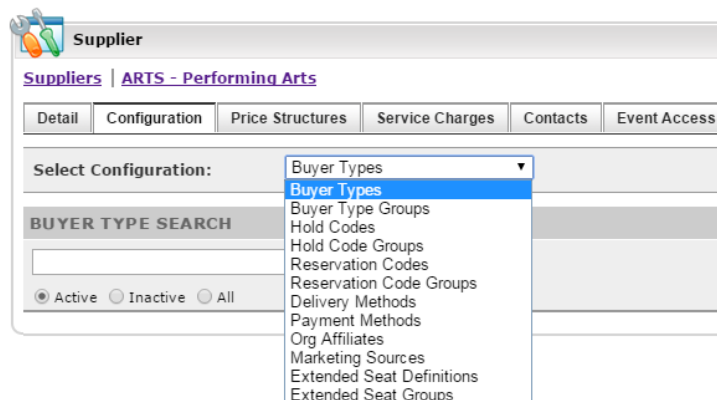 Supplier
Suppliers | ARTS - Performing Arts
Detail Configuration Price Structures Service Charges Contacts Event Access
Select Configuration: Buyer Types
Buyer Types
Buyer Type Groups
BUYER TYPE SEARCH
Hold Codes
Hold Code Groups
Reservation Codes
Reservation Code Groups
Active Inactive All
Delivery Methods
Payment Methods
Org Affiliates
Marketing Sources
Extended Seat Definitions
Extended Seat Groups